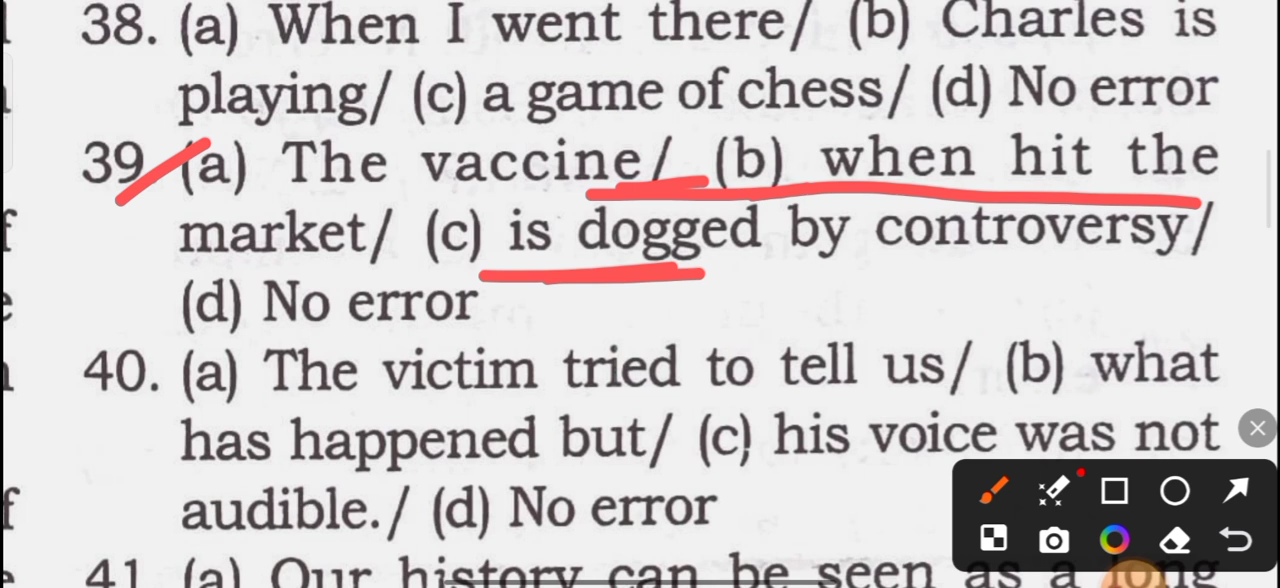 38. (a) When I went there/ (b) Charles is
playing/ (c) a game of chess/ (d) No error
39 (a) The vaccine/ (b) when hit the
market/ (c) is dogged by controversy/
(d) No error
40. (a) The victim tried to tell us/ (b) what
has happened but/ (c) his voice was not
audible./ (d) No error
41 (a) Our history can be seen as a long